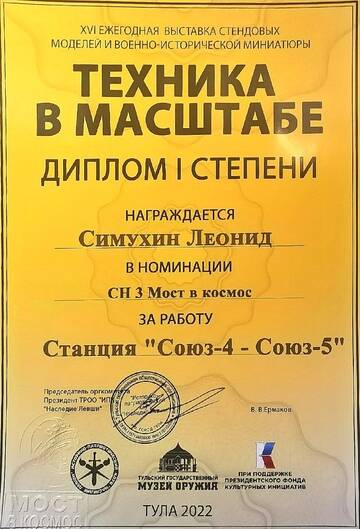 XVI ЕЖЕГОДНАЯ ВЫСТАВКА СТЕНДОВЫХ
МОДЕЛЕЙ И ВОЕННО-ИСТОРИЧЕСКОЙ МИНИАТЮРЫ
ТЕХНИКА
В МАСШТАБЕ
ДИПЛОМ I СТЕПЕНИ
НАГРАЖДАЕТСЯ
Симухин Леонид
В НОМИНАЦИИ
СН 3 Мост в космос
ЗА РАБОТУ
Станция "Союз-4 - Союз-5"
Председатель оргкомитета
Президент ТРОО "ИПК
"Наследие Левши"
В. В.Ермаков
ТУЛЬСКИЙ ГОСУДАРСТВЕННЫЙ
МУЗЕЙ ОРУЖИЯ
ПРИ ПОДДЕРЖКЕ
ПРЕЗИДЕНТСКОГО ФОНДА
КУЛЬТУРНЫХ ИНИЦИАТИВ
МОСТ
В КОСМОС
ТУЛА 2022